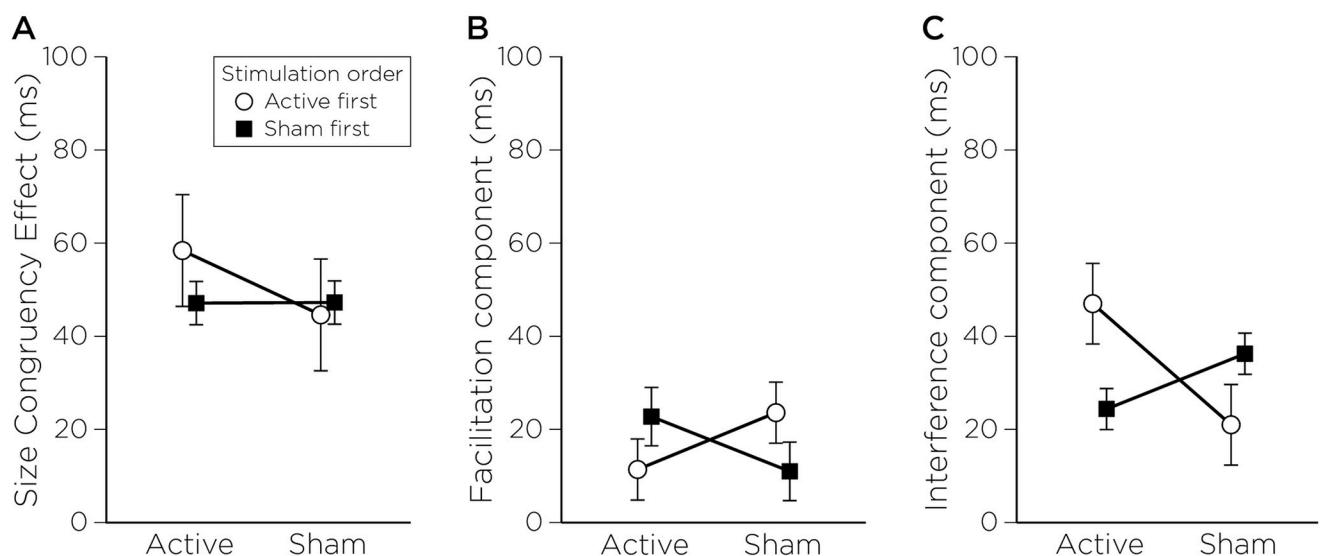 A
Size Congruency Effect (ms)
100
80
60
40
20
0
Stimulation order
Active first
Sham first
Active Sham
B
Facilitation component (ms)
100
80
60
40
20
0
Active Sham
C
Interference component (ms)
100
80
60
40
20
0
Active Sham